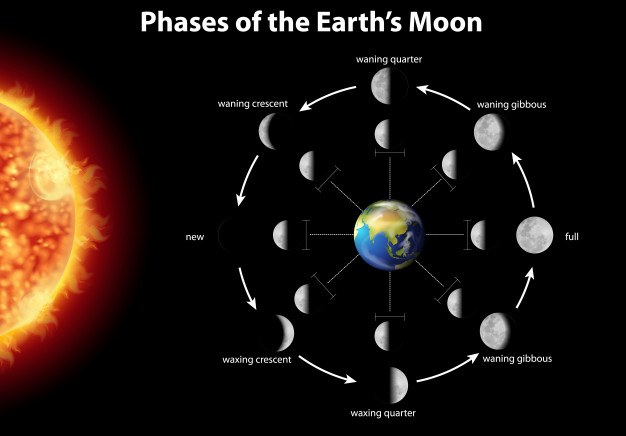 Phases of the Earth's Moon
waning quarter
waning crescent
waning gibbous
new
full
waxing crescent
waning gibbous
waxing quarter